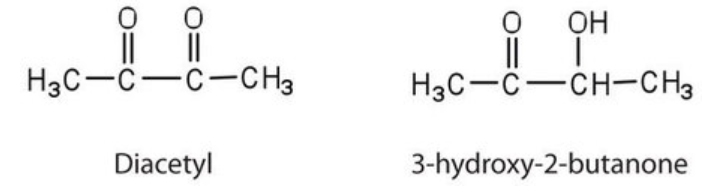 O O
H₃C—C—C—CH₃
Diacetyl
O OH
H₃C—C—CH—CH₃
3-hydroxy-2-butanone